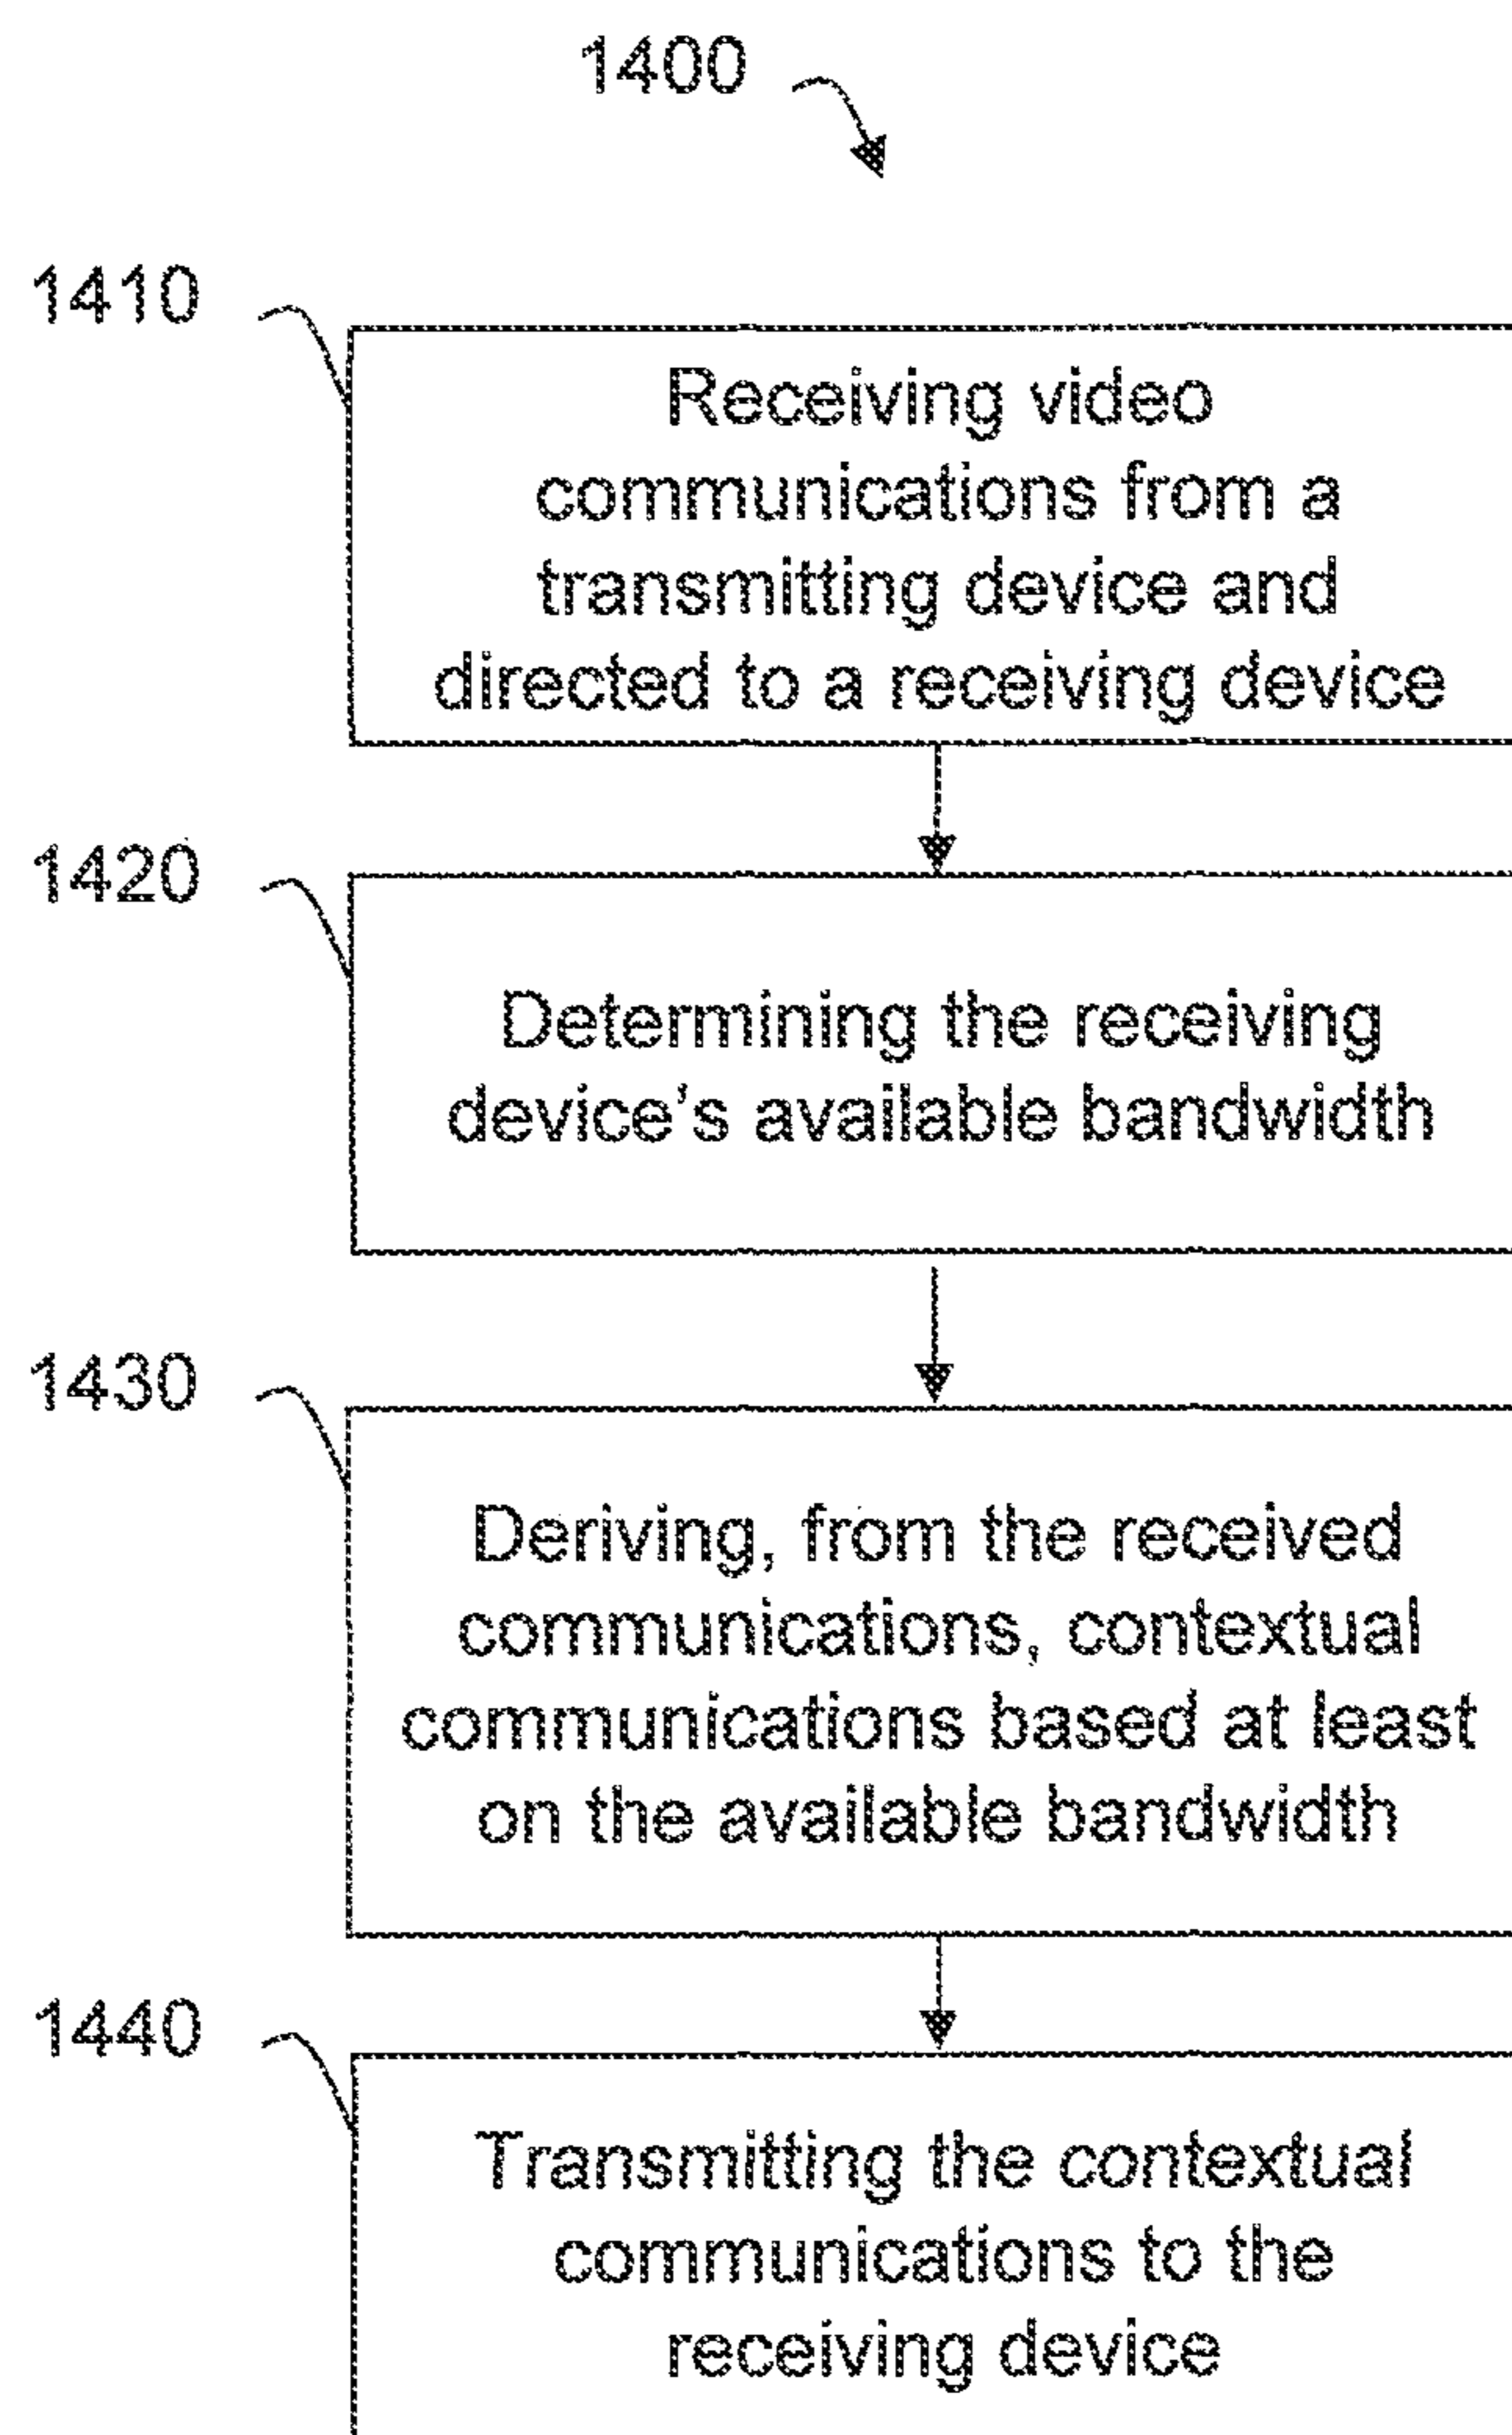 1400
1410
Receiving video
communications from a
transmitting device and
directed to a receiving device
1420
Determining the receiving
device's available bandwidth
1430
Deriving, from the received
communications, contextual
communications based at least
on the available bandwidth
1440
Transmitting the contextual
communications to the
receiving device